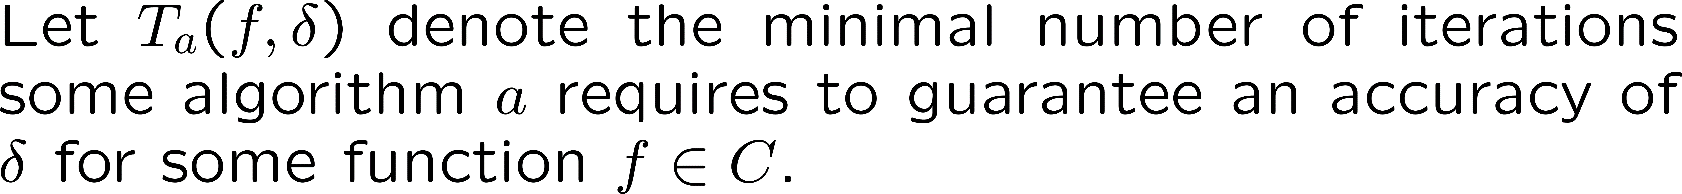 Let $T_a(f, \delta)$ denote the minimal number of iterations
some algorithm $a$ requires to guarantee an accuracy of
$\delta$ for some function $f \in C$.